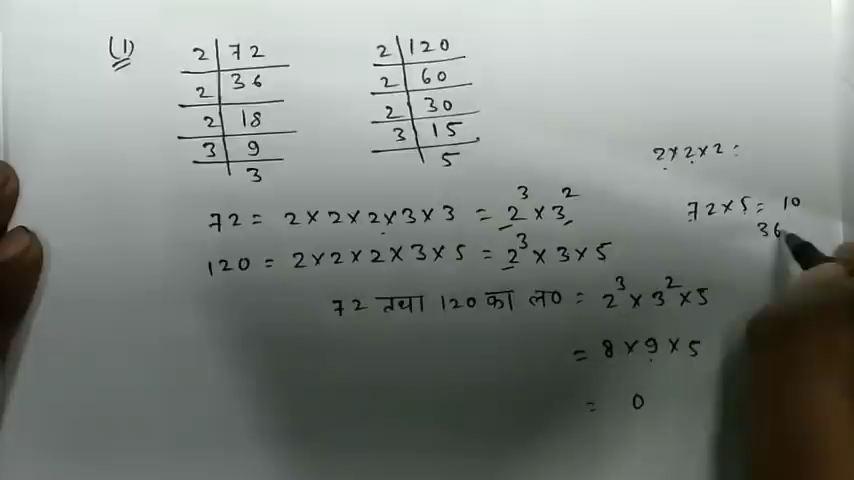 (1)
2 | 72
2 | 36
2 | 18
3 | 9
3
2 | 120
2 | 60
2 | 30
3 | 15
5
2×2×2 :
72×5 = 10
36
72 = 2×2×2×3×3 = 2³×3²
120 = 2×2×2×3×5 = 2³×3×5
72 तथा 120 का ल० = 2³×3²×5
= 8×9×5
= 0